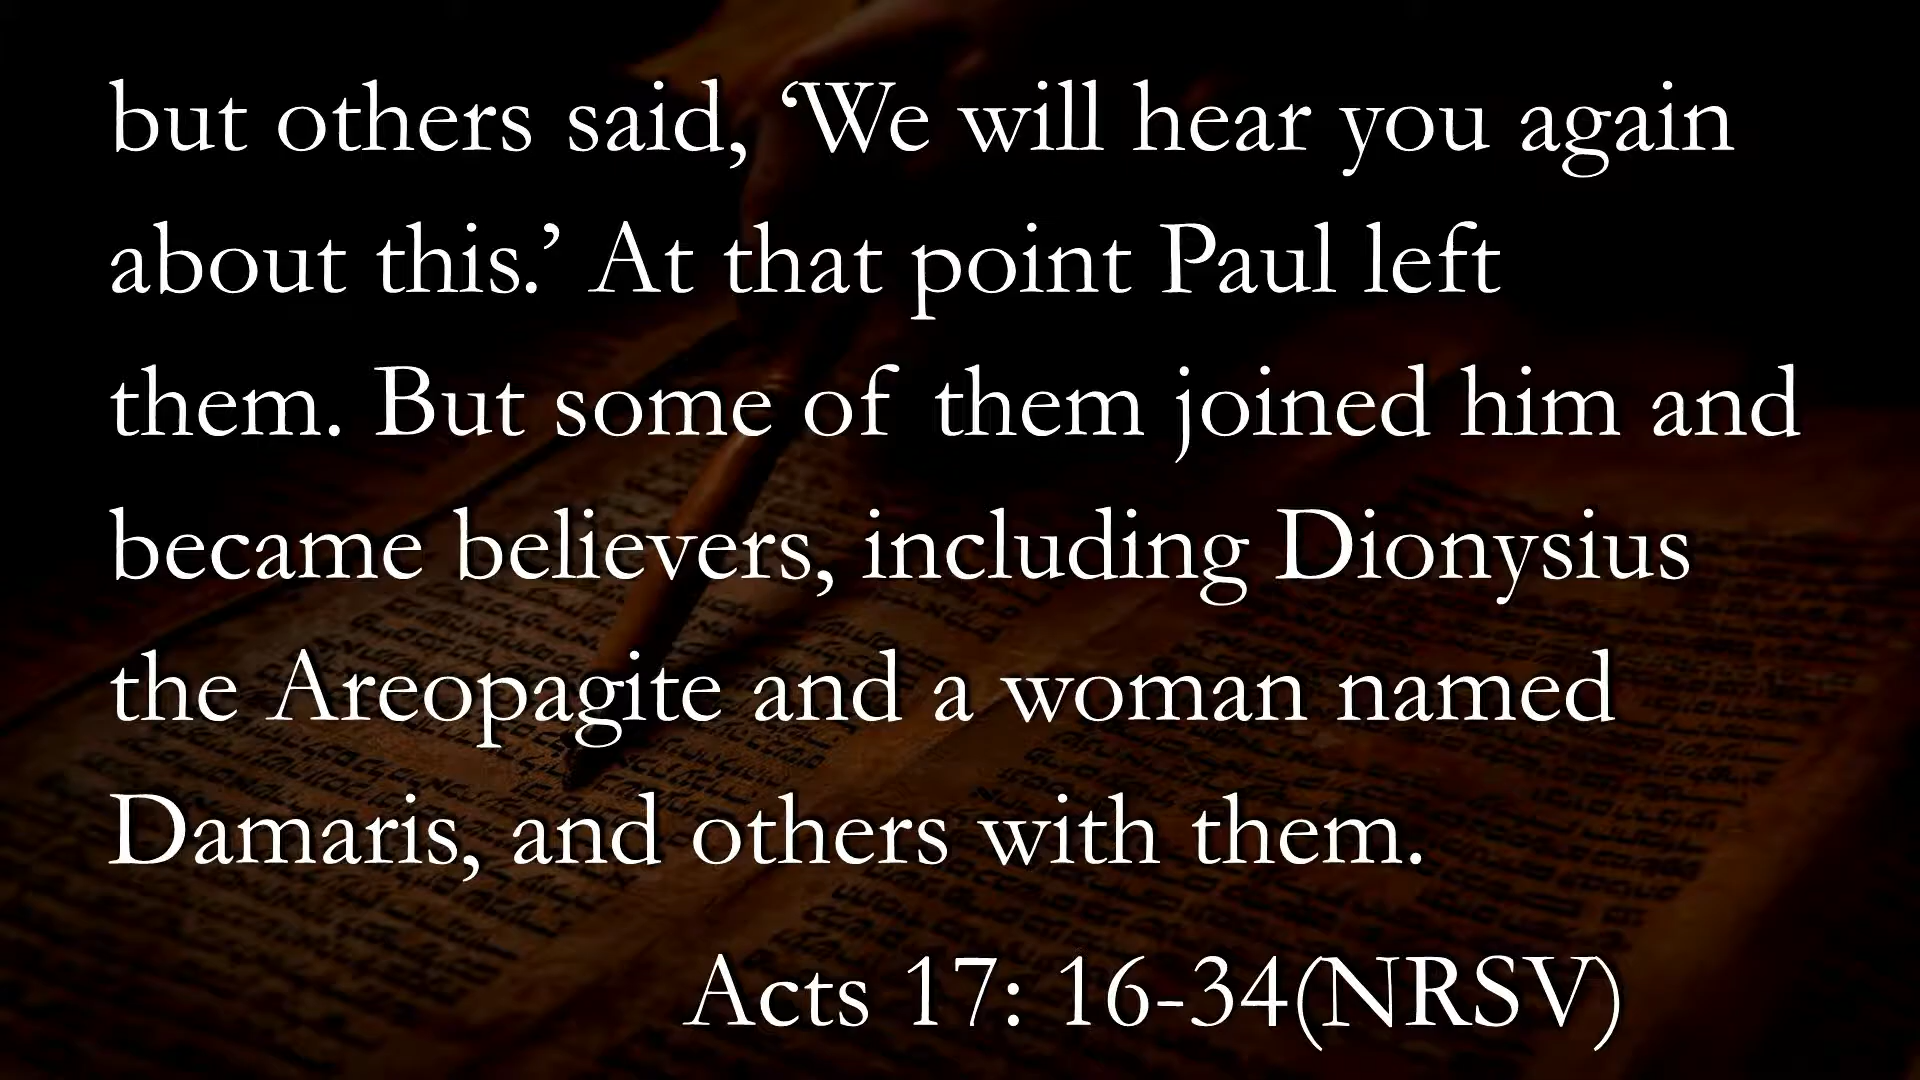 but others said, ‘We will hear you again
about this.’ At that point Paul left
them. But some of them joined him and
became believers, including Dionysius
the Areopagite and a woman named
Damaris, and others with them.
Acts 17: 16-34(NRSV)